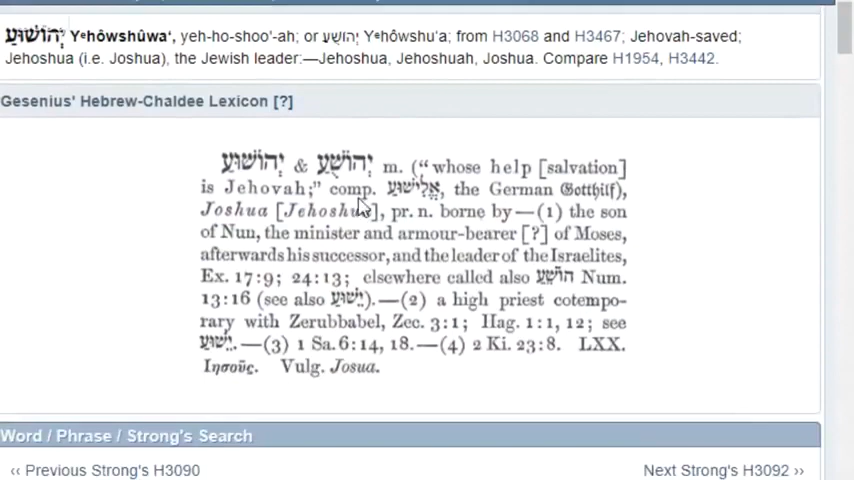 יְהוֹשׁוּעַ Yᵉhôwshûwaʻ, yeh-ho-shoo'-ah; or יְהוֹשֻׁעַ Yᵉhôwshuʻa; from H3068 and H3467; Jehovah-saved;
Jehoshua (i.e. Joshua), the Jewish leader:—Jehoshua, Jehoshuah, Joshua. Compare H1954, H3442.
Gesenius' Hebrew-Chaldee Lexicon [?]
יְהוֹשׁוּעַ & יְהוֹשֻׁעַ m. (“whose help [salvation]
is Jehovah;” comp. אֱלִישׁוּעַ, the German Gotthilf),
Joshua [Jehoshua], pr. n. borne by—(1) the son
of Nun, the minister and armour-bearer [?] of Moses,
afterwards his successor, and the leader of the Israelites,
Ex. 17:9; 24:13; elsewhere called also הוֹשֵׁעַ Num.
13:16 (see also יֵשׁוּעַ).—(2) a high priest cotempo-
rary with Zerubbabel, Zec. 3:1; Hag. 1:1, 12; see
יֵשׁוּעַ.—(3) 1 Sa. 6:14, 18.—(4) 2 Ki. 23:8. LXX.
Ἰησοῦς. Vulg. Josua.
Word / Phrase / Strong's Search
‹‹ Previous Strong's H3090
Next Strong's H3092 ››